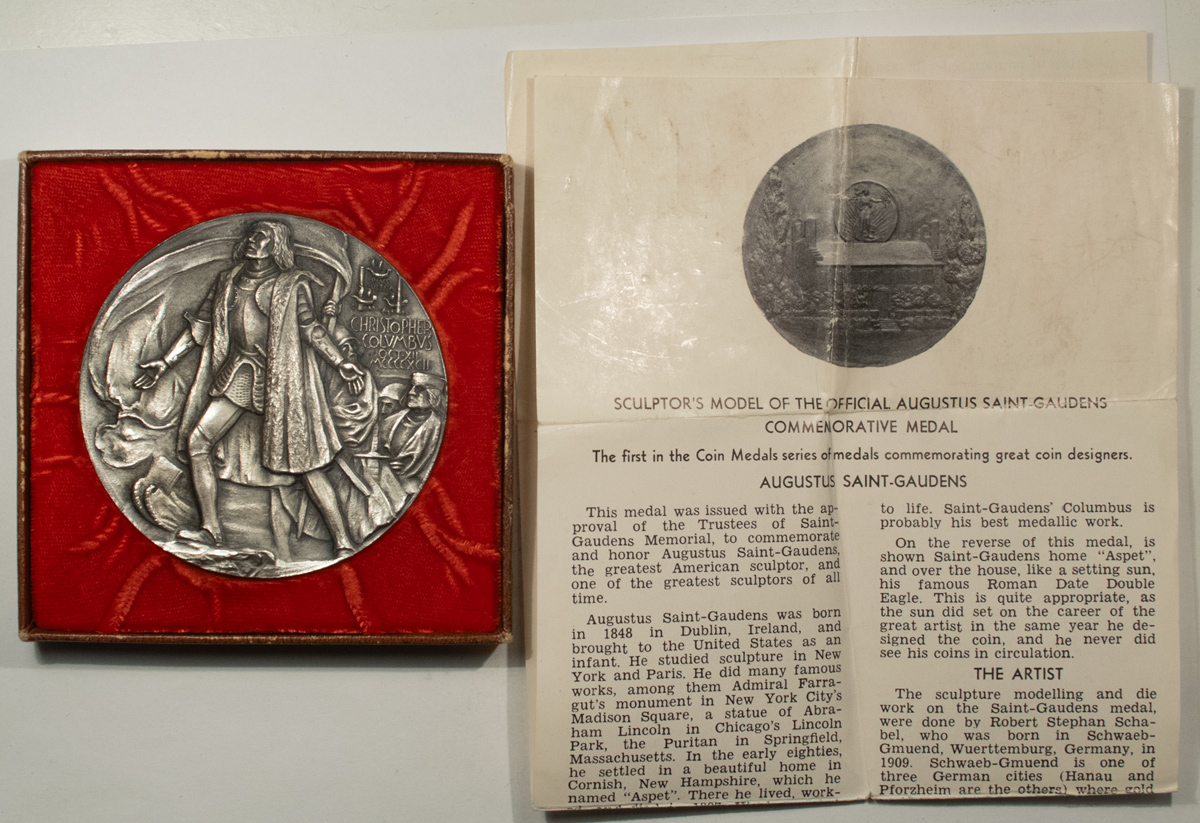 CHRISTOPHER
COLUMBUS
OCT XII
MCCCCXCII
SCULPTOR'S MODEL OF THE OFFICIAL AUGUSTUS SAINT-GAUDENS
COMMEMORATIVE MEDAL
The first in the Coin Medals series of medals commemorating great coin designers.
AUGUSTUS SAINT-GAUDENS
This medal was issued with the ap-
proval of the Trustees of Saint-
Gaudens Memorial, to commemorate
and honor Augustus Saint-Gaudens,
the greatest American sculptor, and
one of the greatest sculptors of all
time.
Augustus Saint-Gaudens was born
in 1848 in Dublin, Ireland, and
brought to the United States as an
infant. He studied sculpture in New
York and Paris. He did many famous
works, among them Admiral Farra-
gut's monument in New York City's
Madison Square, a statue of Abra-
ham Lincoln in Chicago's Lincoln
Park, the Puritan in Springfield,
Massachusetts. In the early eighties,
he settled in a beautiful home in
Cornish, New Hampshire, which he
named "Aspet". There he lived, work-
to life. Saint-Gaudens' Columbus is
probably his best medallic work.
On the reverse of this medal, is
shown Saint-Gaudens home "Aspet",
and over the house, like a setting sun,
his famous Roman Date Double
Eagle. This is quite appropriate, as
the sun did set on the career of the
great artist in the same year he de-
signed the coin, and he never did
see his coins in circulation.
THE ARTIST
The sculpture modelling and die
work on the Saint-Gaudens medal,
were done by Robert Stephan Scha-
bel, who was born in Schwaeb-
Gmuend, Wuerttemburg, Germany, in
1909. Schwaeb-Gmuend is one of
three German cities (Hanau and
Pforzheim are the others) where gold